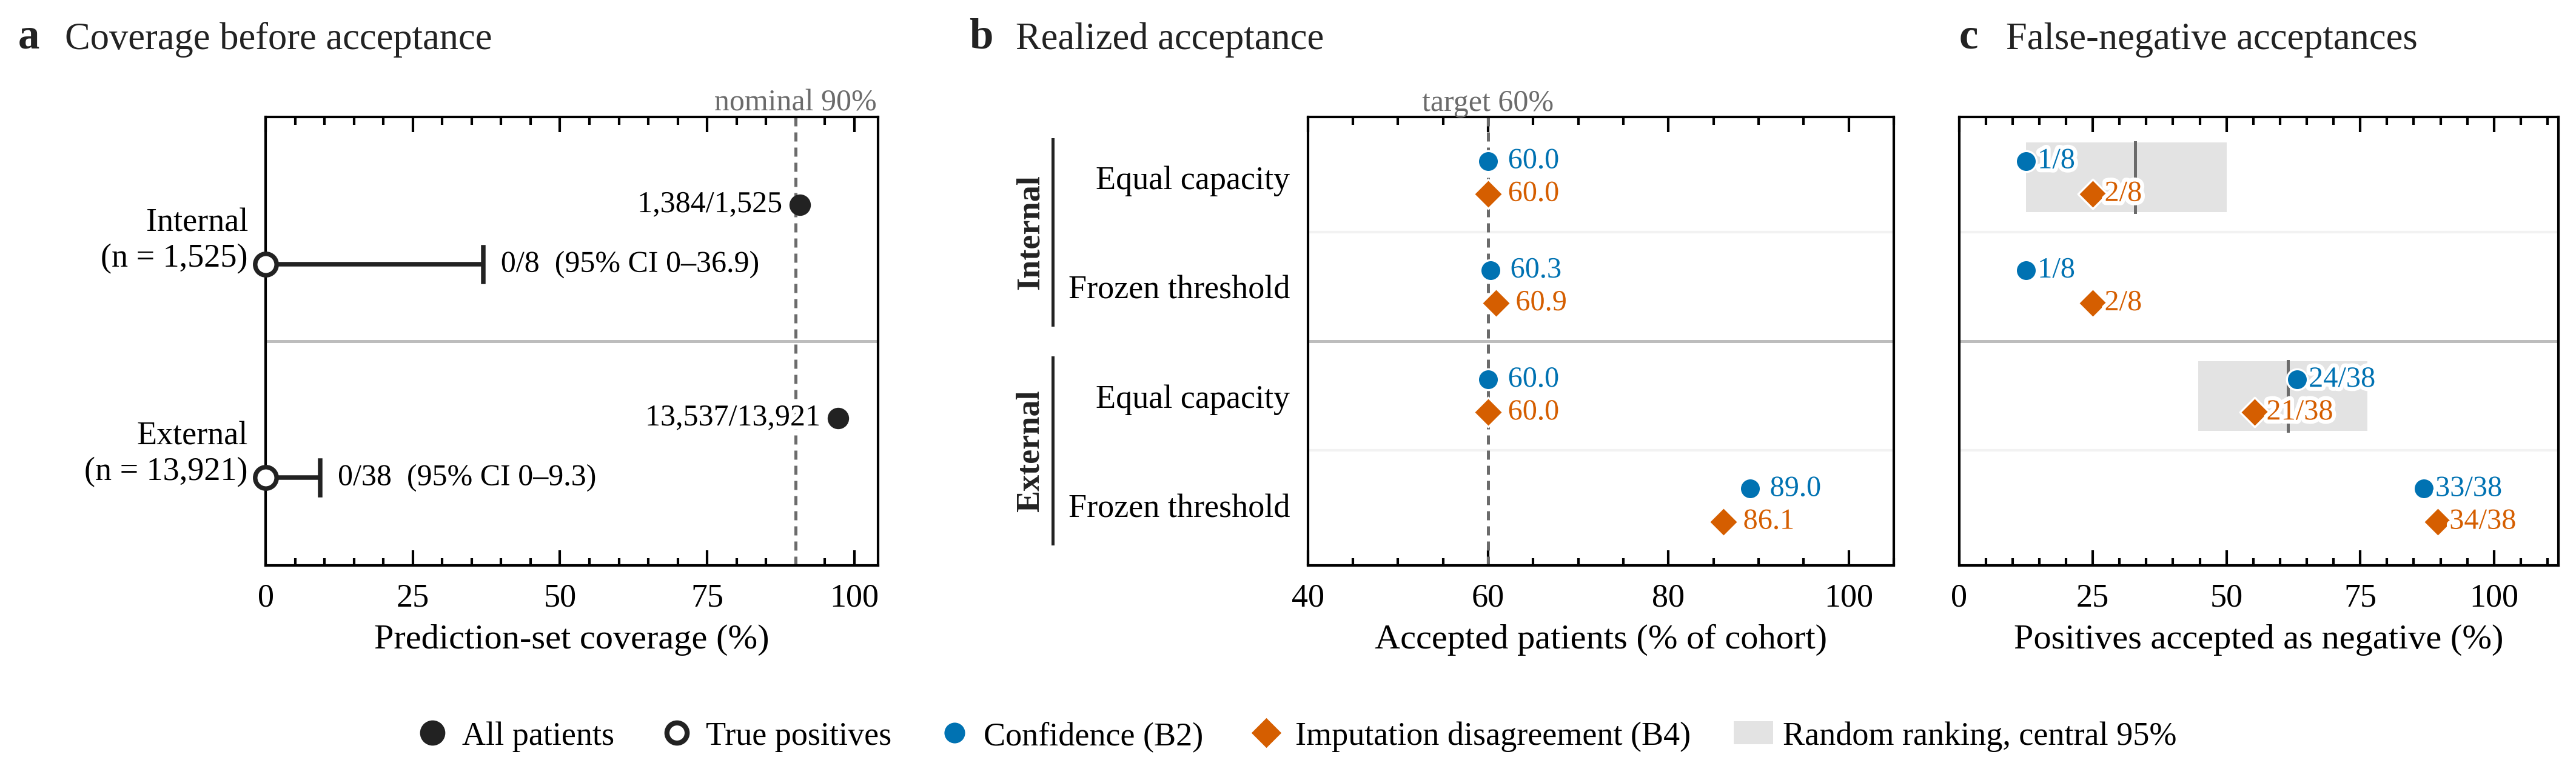 a Coverage before acceptance
nominal 90%
Internal
(n = 1,525)
1,384/1,525
0/8 (95% CI 0–36.9)
External
(n = 13,921)
13,537/13,921
0/38 (95% CI 0–9.3)
0 25 50 75 100
Prediction-set coverage (%)
b Realized acceptance
target 60%
Internal
Equal capacity
60.0
60.0
Frozen threshold
60.3
60.9
External
Equal capacity
60.0
60.0
Frozen threshold
89.0
86.1
40 60 80 100
Accepted patients (% of cohort)
c False-negative acceptances
1/8
2/8
1/8
2/8
24/38
21/38
33/38
34/38
0 25 50 75 100
Positives accepted as negative (%)
All patients True positives Confidence (B2) Imputation disagreement (B4) Random ranking, central 95%